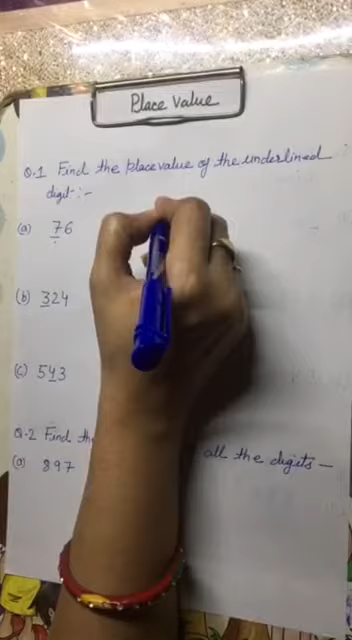 Place Value
Q.1 Find the place value of the underlined
digit :-
(a) 76
(b) 324
(c) 543
Q.2 Find the all the digits -
(a) 897